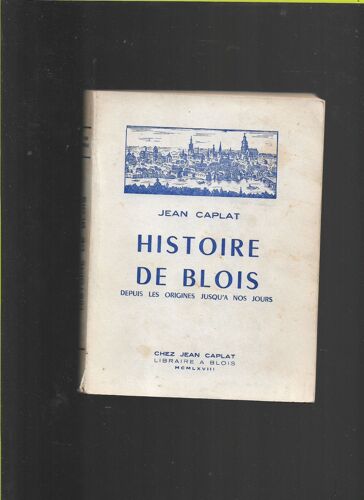 JEAN CAPLAT
HISTOIRE
DE BLOIS
DEPUIS LES ORIGINES JUSQU'A NOS JOURS
CHEZ JEAN CAPLAT
LIBRAIRE A BLOIS
MCMLXVIII